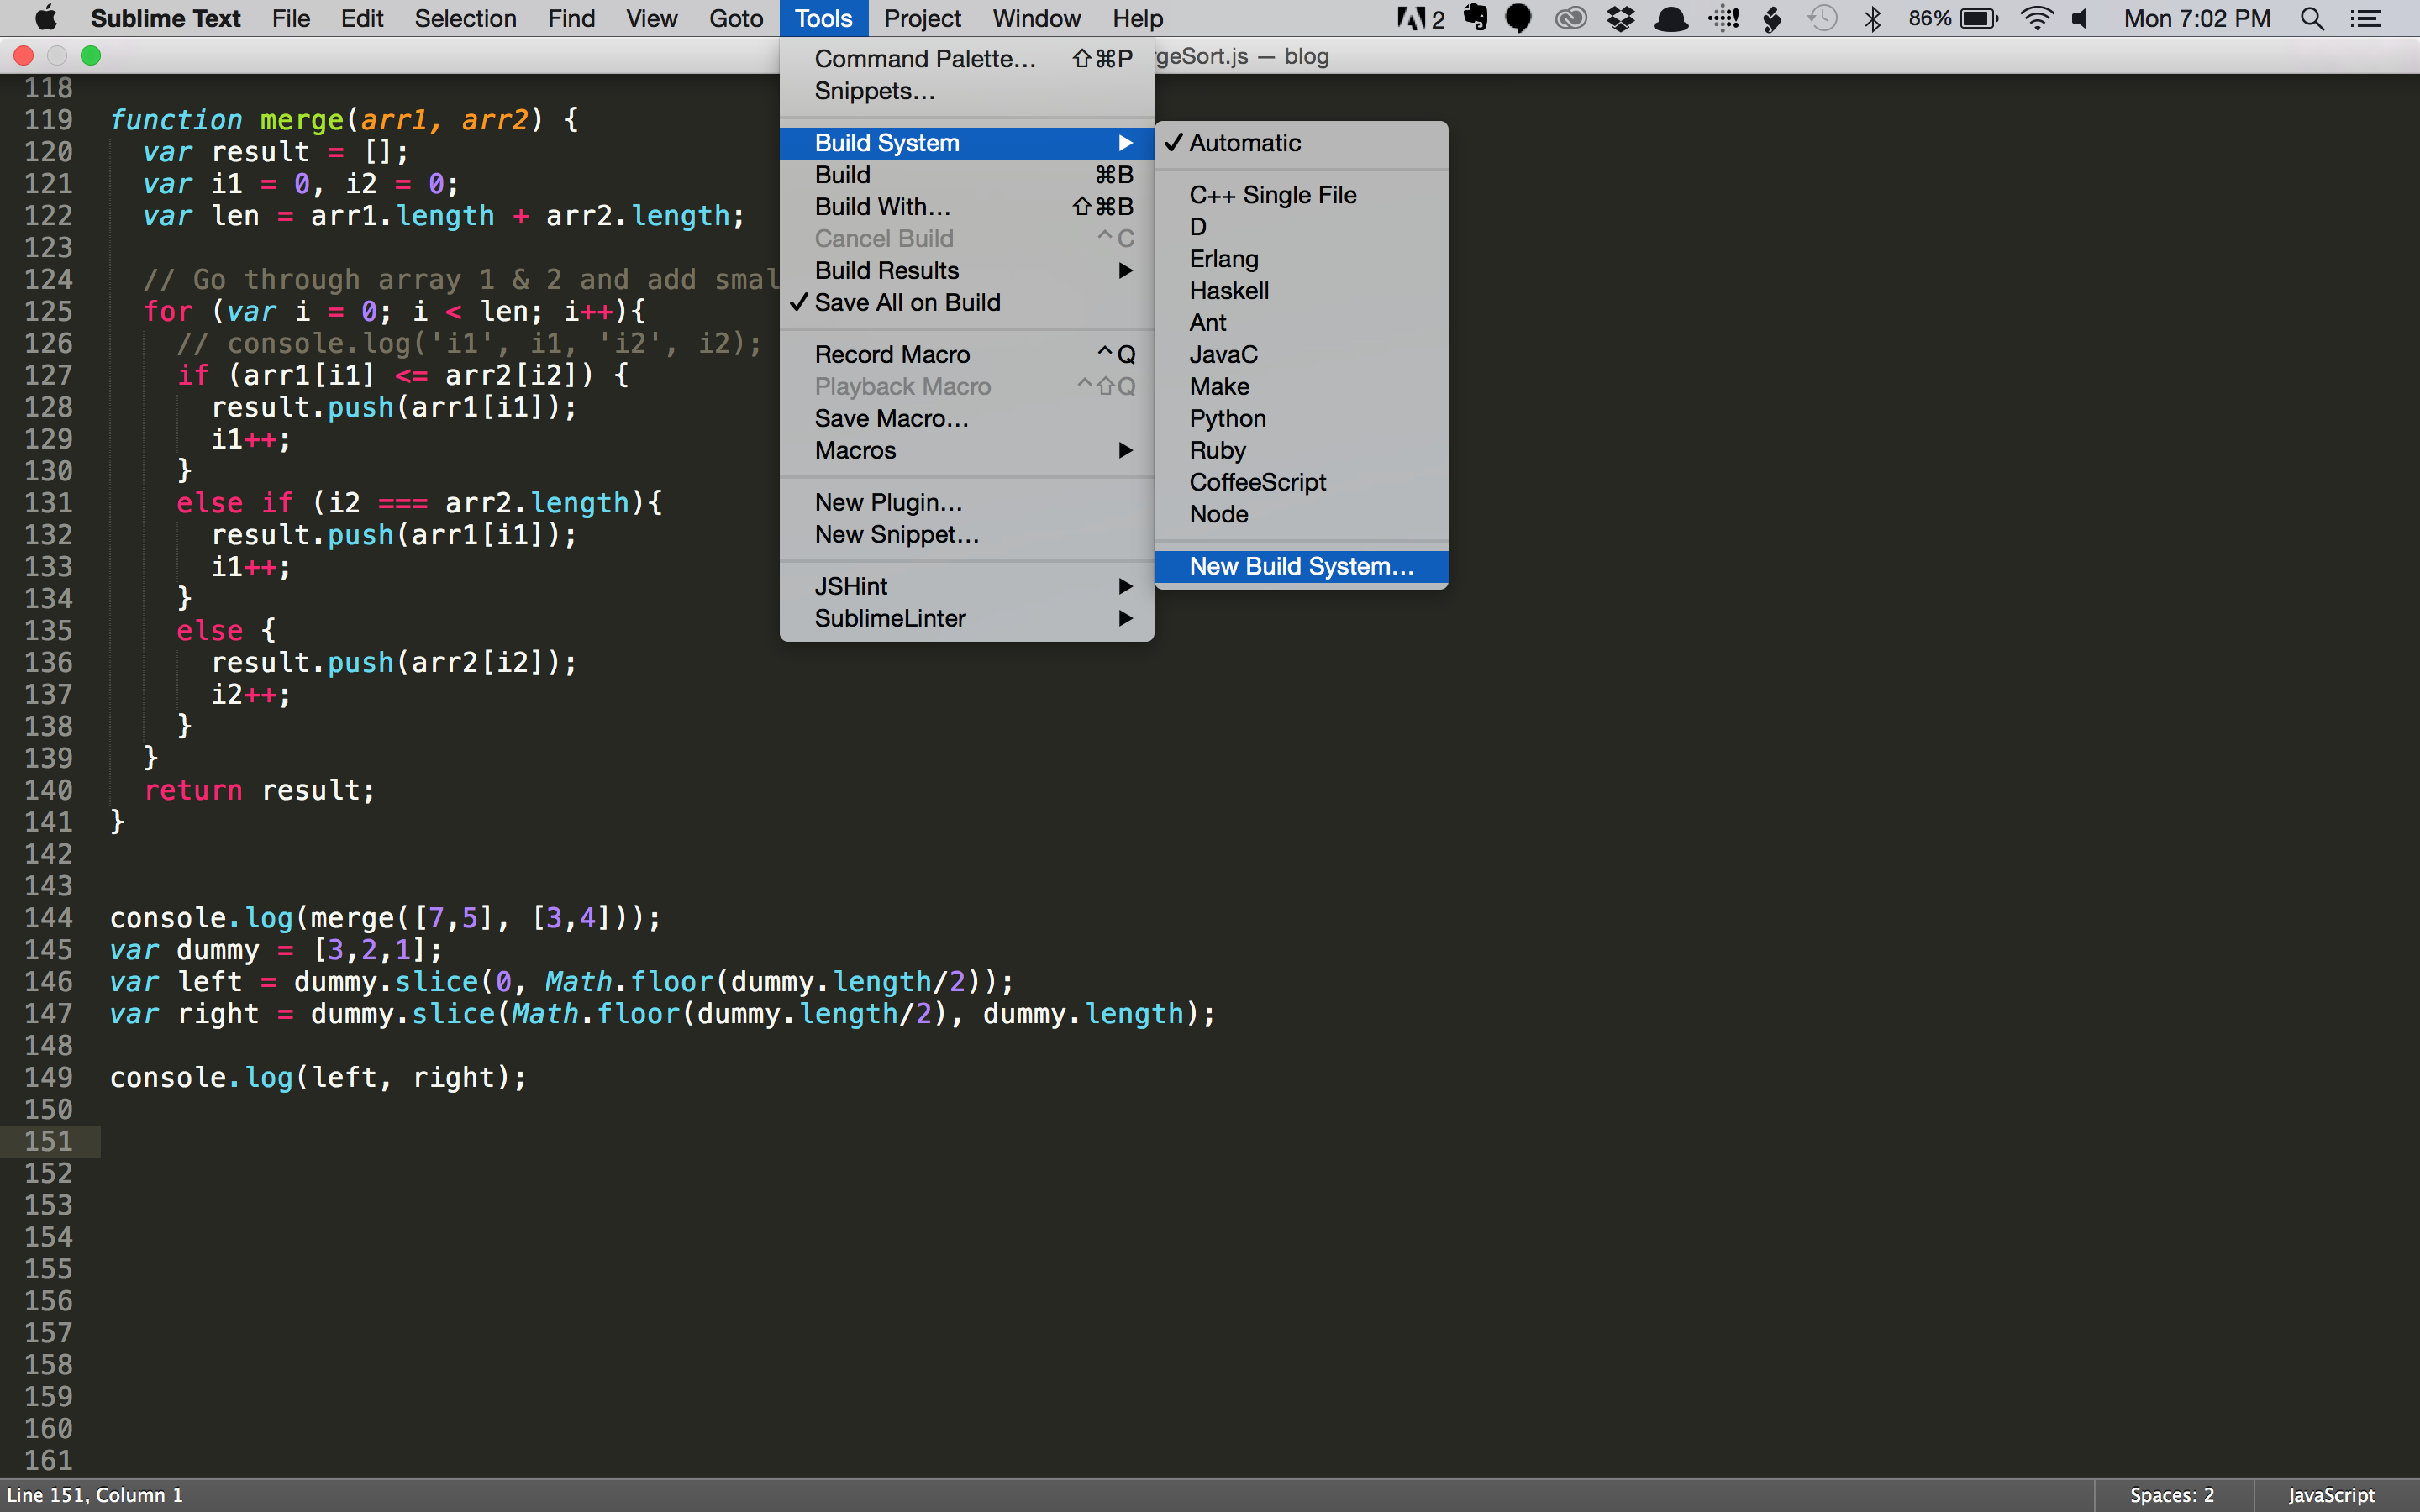 Sublime Text File Edit Selection Find View Goto Tools Project Window Help 2 86% Mon 7:02 PM
geSort.js — blog
Command Palette... ⇧⌘P
Snippets...
Build System ▶
Build ⌘B
Build With... ⇧⌘B
Cancel Build ^C
Build Results ▶
✓ Save All on Build
Record Macro ^Q
Playback Macro ^⇧Q
Save Macro...
Macros ▶
New Plugin...
New Snippet...
JSHint ▶
SublimeLinter ▶
✓ Automatic
C++ Single File
D
Erlang
Haskell
Ant
JavaC
Make
Python
Ruby
CoffeeScript
Node
New Build System...
118
119 function merge(arr1, arr2) {
120 var result = [];
121 var i1 = 0, i2 = 0;
122 var len = arr1.length + arr2.length;
123
124 // Go through array 1 & 2 and add smal
125 for (var i = 0; i < len; i++){
126 // console.log('i1', i1, 'i2', i2);
127 if (arr1[i1] <= arr2[i2]) {
128 result.push(arr1[i1]);
129 i1++;
130 }
131 else if (i2 === arr2.length){
132 result.push(arr1[i1]);
133 i1++;
134 }
135 else {
136 result.push(arr2[i2]);
137 i2++;
138 }
139 }
140 return result;
141 }
142
143
144 console.log(merge([7,5], [3,4]));
145 var dummy = [3,2,1];
146 var left = dummy.slice(0, Math.floor(dummy.length/2));
147 var right = dummy.slice(Math.floor(dummy.length/2), dummy.length);
148
149 console.log(left, right);
150
151
152
153
154
155
156
157
158
159
160
161
Line 151, Column 1 Spaces: 2 JavaScript